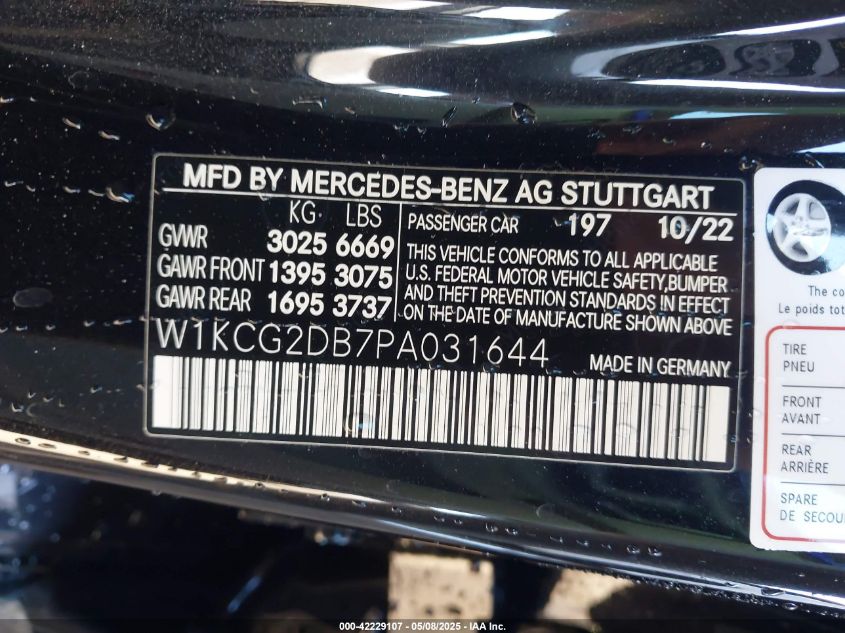 MFD BY MERCEDES-BENZ AG STUTTGART
KG LBS
GVWR 3025 6669
GAWR FRONT 1395 3075
GAWR REAR 1695 3737
PASSENGER CAR 197 10/22
THIS VEHICLE CONFORMS TO ALL APPLICABLE
U.S. FEDERAL MOTOR VEHICLE SAFETY,BUMPER
AND THEFT PREVENTION STANDARDS IN EFFECT
ON THE DATE OF MANUFACTURE SHOWN ABOVE
W1KCG2DB7PA031644
MADE IN GERMANY
The
Le poids
TIRE
PNEU
FRONT
AVANT
REAR
ARRIÈRE
SPARE
DE
000-42229107 - 05/08/2025 - IAA Inc.